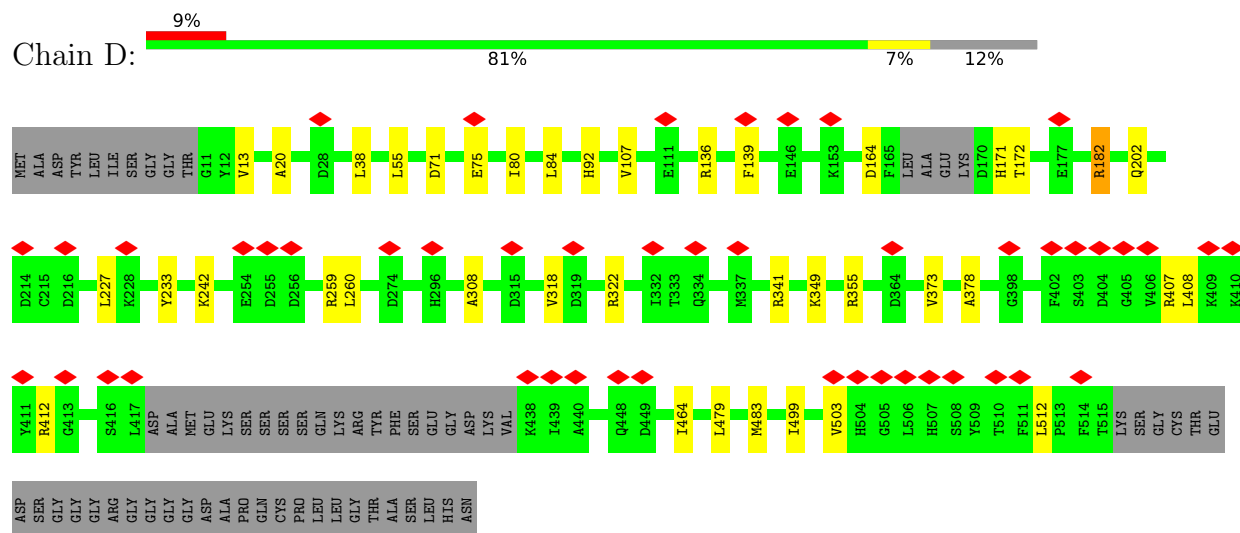 9%
Chain D:
81% 7% 12%
MET ALA ASP TYR LEU ILE SER GLY GLY THR G11 Y12 V13 A20 D28 L38 L55 D71 E75 I80 L84 H92 V107 E111 R136 F139 E146 K153 D164 F165 LEU ALA GLU LYS D170 H171 T172 E177 R182 Q202
D214 C215 D216 L227 K228 Y233 K242 E254 D255 D256 R259 L260 D274 H296 A308 D315 V318 D319 R322 I332 T333 Q334 M337 R341 K349 R355 D364 V373 A378 G398 F402 S403 D404 G405 V406 R407 L408 K409 K410
Y411 R412 G413 S416 L417 ASP ALA MET GLU LYS SER SER SER SER GLN LYS ARG TYR PHE SER GLU GLY ASP LYS VAL K438 I439 A440 Q448 D449 I464 L479 M483 I499 V503 H504 G505 L506 H507 S508 Y509 T510 F511 L512 P513 F514 T515 LYS SER GLY CYS THR GLU
ASP SER GLY GLY GLY ARG GLY GLY GLY GLY ASP ALA PRO GLN CYS PRO LEU LEU GLY THR ALA SER LEU HIS ASN